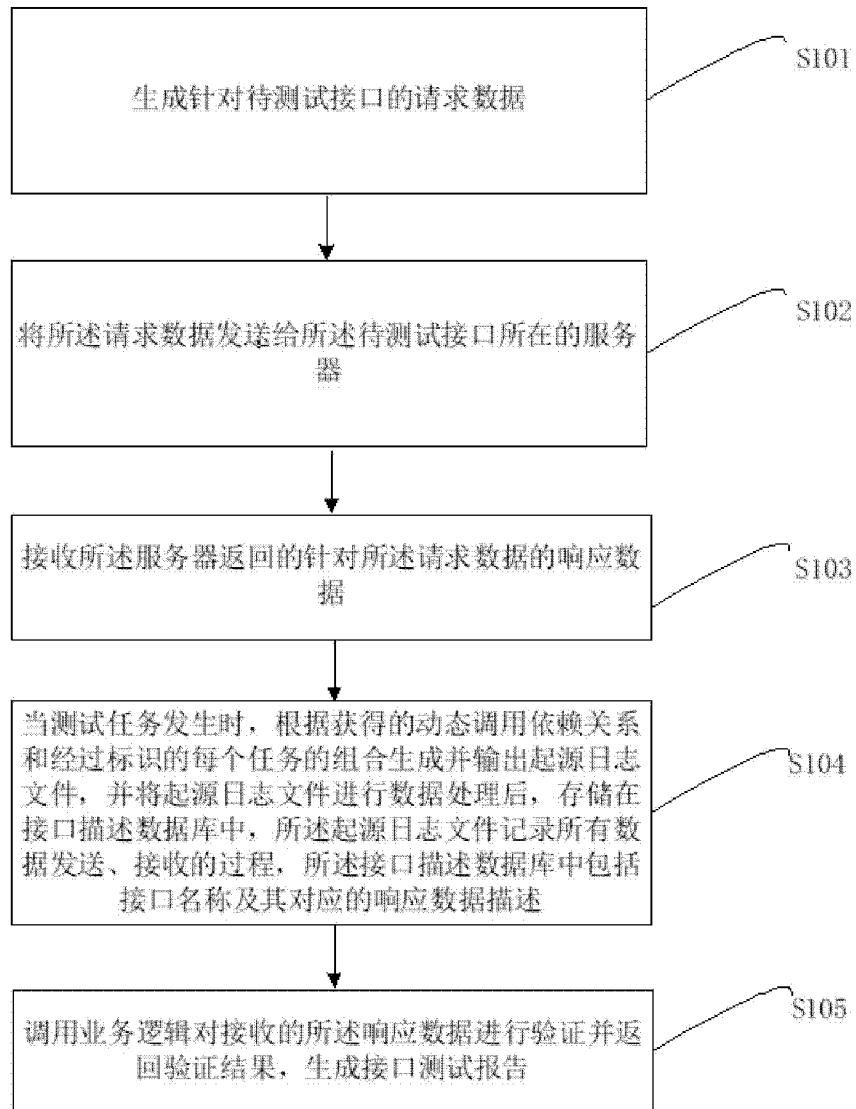 生成针对待测试接口的请求数据
S101
将所述请求数据发送给所述待测试接口所在的服务
器
S102
接收所述服务器返回的针对所述请求数据的响应数
据
S103
当测试任务发生时，根据获得的动态调用依赖关系
和经过标识的每个任务的组合生成并输出起源日志
文件，并将起源日志文件进行数据处理后，存储在
接口描述数据库中，所述起源日志文件记录所有数
据发送、接收的过程，所述接口描述数据库中包括
接口名称及其对应的响应数据描述
S104
调用业务逻辑对接收的所述响应数据进行验证并返
回验证结果，生成接口测试报告
S105